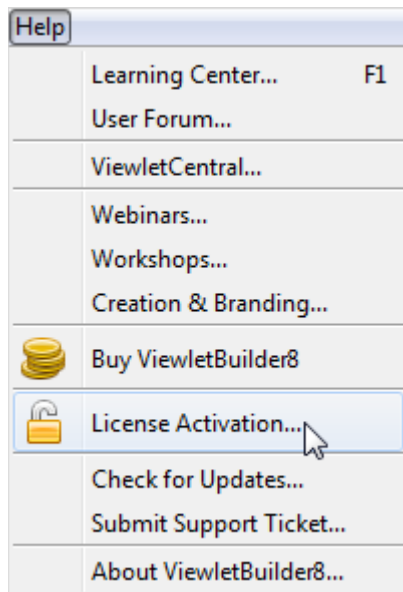 Help
Learning Center... F1
User Forum...
ViewletCentral...
Webinars...
Workshops...
Creation & Branding...
Buy ViewletBuilder8
License Activation...
Check for Updates...
Submit Support Ticket...
About ViewletBuilder8...